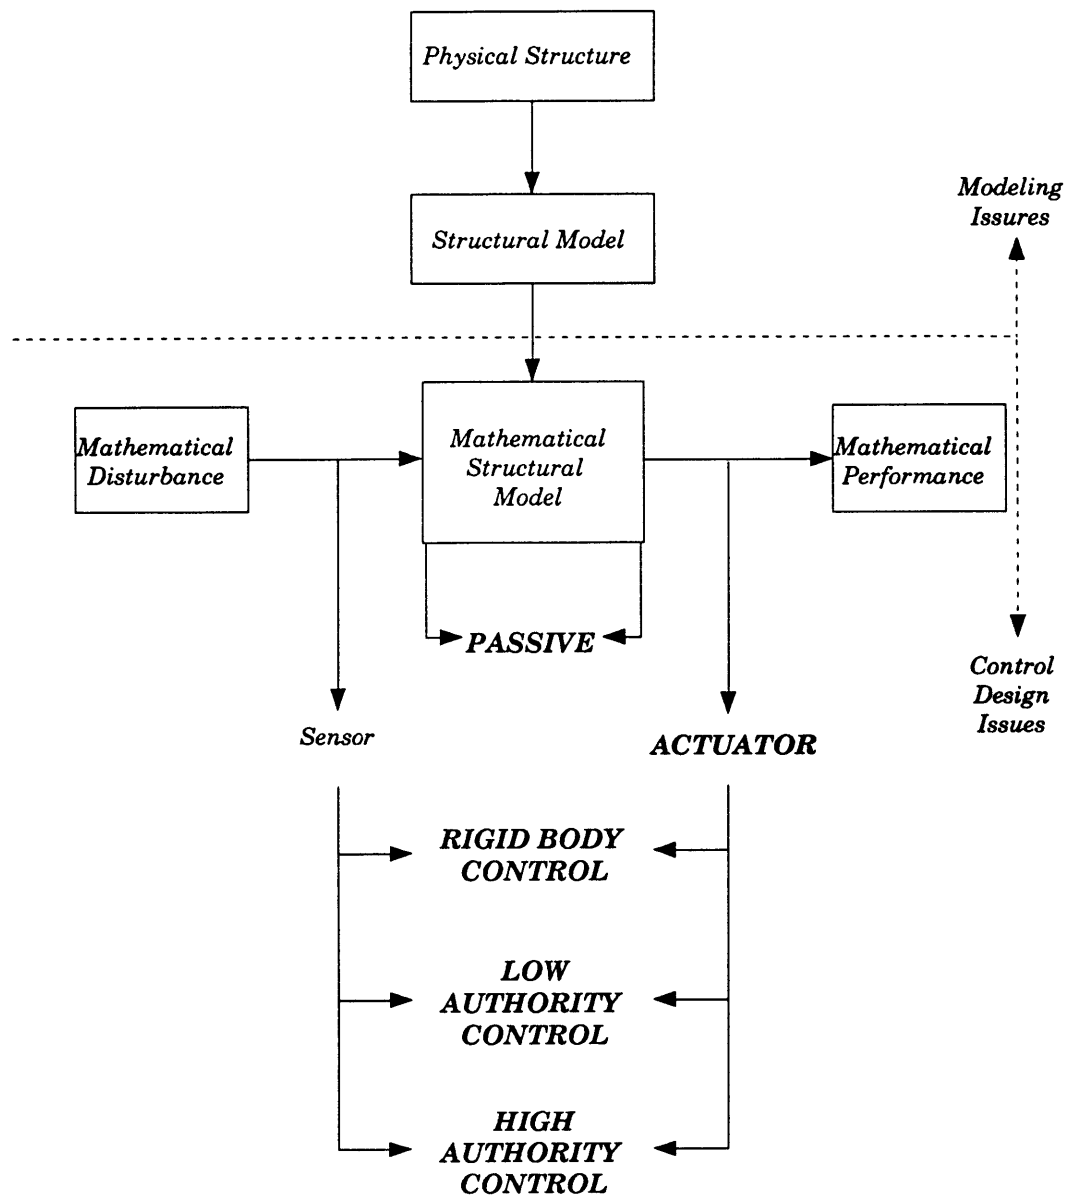 Physical Structure
Modeling
Issures
Structural Model
Mathematical
Disturbance
Mathematical
Structural
Model
Mathematical
Performance
PASSIVE
Control
Design
Issues
Sensor
ACTUATOR
RIGID BODY
CONTROL
LOW
AUTHORITY
CONTROL
HIGH
AUTHORITY
CONTROL